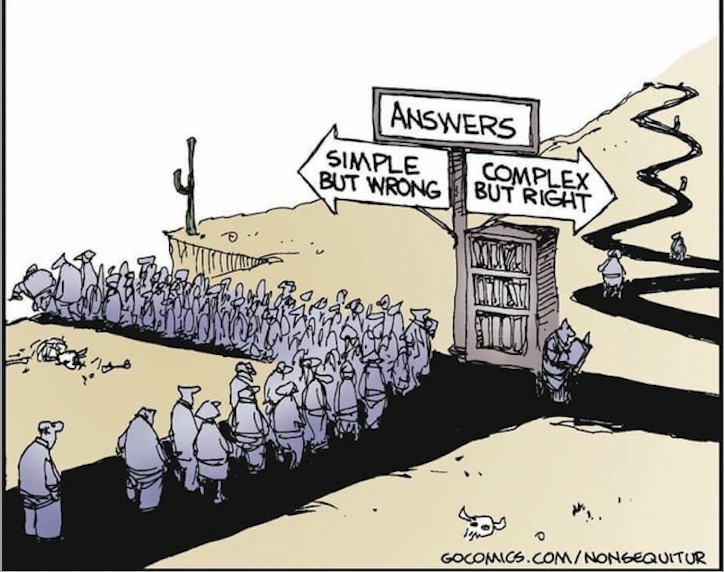 ANSWERS
SIMPLE
BUT WRONG
COMPLEX
BUT RIGHT
GOCOMICS.COM/NONSEQUITUR